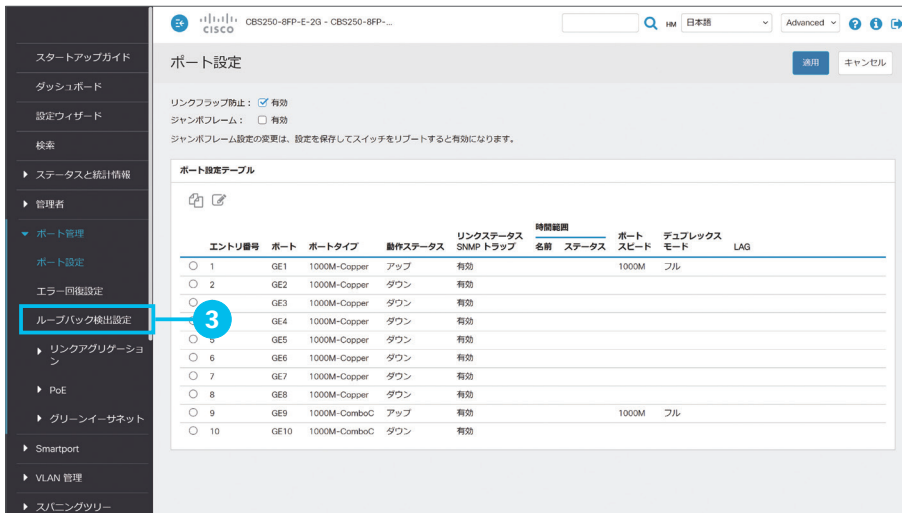 CISCO
CBS250-8FP-E-2G - CBS250-8FP-...
HM 日本語
Advanced
スタートアップガイド
ダッシュボード
設定ウィザード
検索
ステータスと統計情報
管理者
ポート管理
ポート設定
エラー回復設定
ループバック検出設定
リンクアグリゲーショ
ン
PoE
グリーンイーサネット
Smartport
VLAN 管理
スパニングツリー
3
ポート設定
適用 キャンセル
リンクフラップ防止: 有効
ジャンボフレーム: 有効
ジャンボフレーム設定の変更は、設定を保存してスイッチをリブートすると有効になります。
ポート設定テーブル
エントリ番号 ポート ポートタイプ 動作ステータス リンクステータス SNMP トラップ 時間範囲 名前 ステータス ポート スピード デュプレックス モード LAG
1 GE1 1000M-Copper アップ 有効 1000M フル
2 GE2 1000M-Copper ダウン 有効
GE3 1000M-Copper ダウン 有効
GE4 1000M-Copper ダウン 有効
5 GE5 1000M-Copper ダウン 有効
6 GE6 1000M-Copper ダウン 有効
7 GE7 1000M-Copper ダウン 有効
8 GE8 1000M-Copper ダウン 有効
9 GE9 1000M-ComboC アップ 有効 1000M フル
10 GE10 1000M-ComboC ダウン 有効